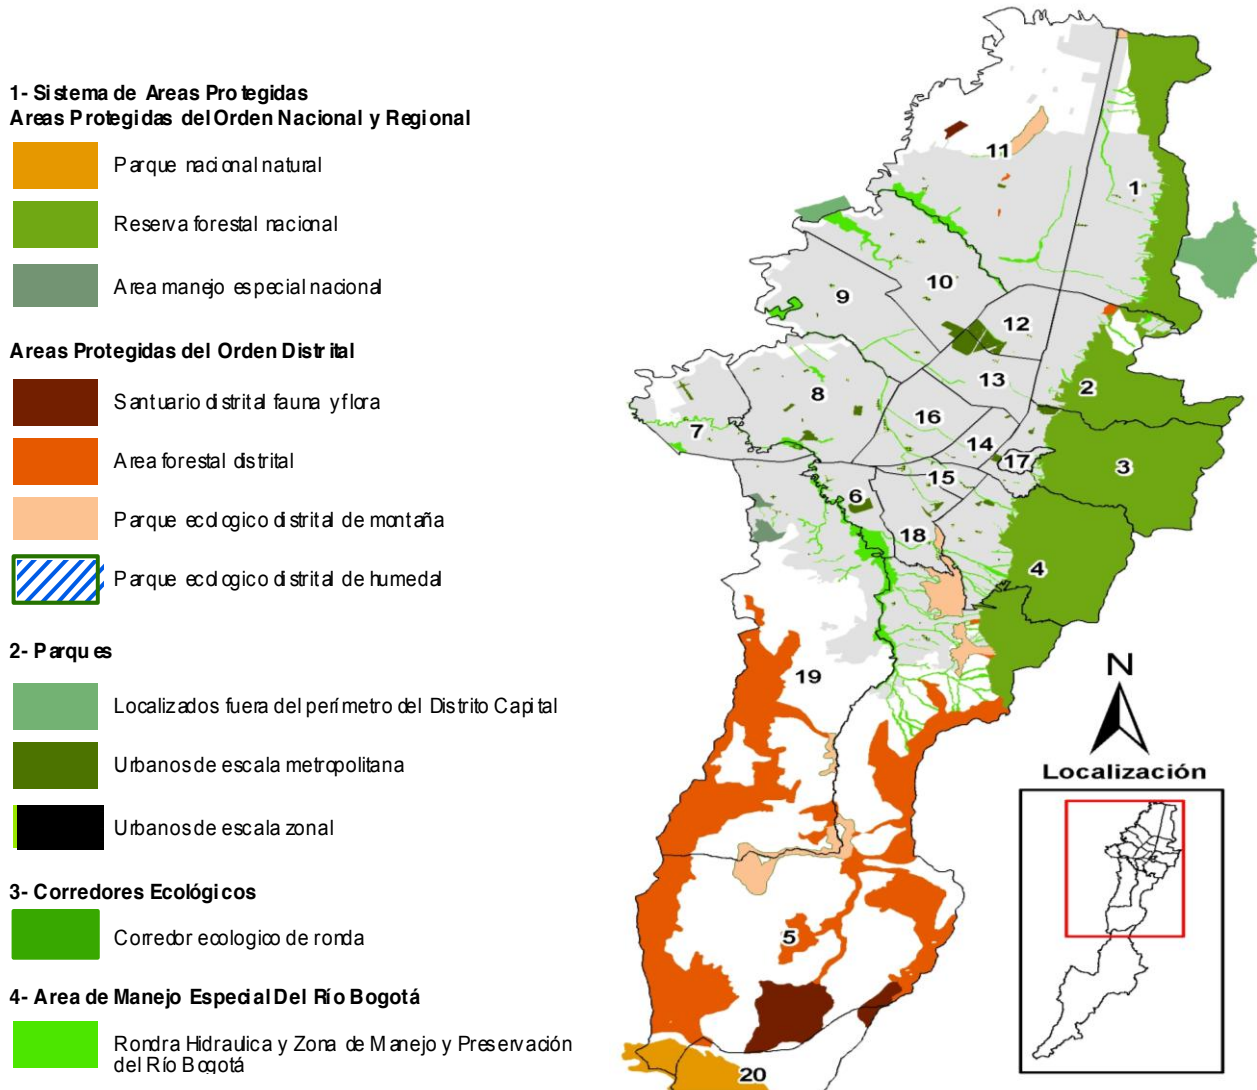 1- Sistema de Areas Protegidas
Areas Protegidas del Orden Nacional y Regional
Parque nacional natural
Reserva forestal nacional
Area manejo especial nacional
Areas Protegidas del Orden Distrital
Santuario distrital fauna y flora
Area forestal distrital
Parque ecologico distrital de montaña
Parque ecologico distrital de humedal
2- Parques
Localizados fuera del perímetro del Distrito Capital
Urbanos de escala metropolitana
Urbanos de escala zonal
3- Corredores Ecológicos
Corredor ecologico de ronda
4- Area de Manejo Especial Del Río Bogotá
Rondra Hidraulica y Zona de Manejo y Preservación
del Río Bogotá
11
1
10
9
12
13
2
8
16
7
14
17
3
15
6
18
4
19
5
20
N
Localización